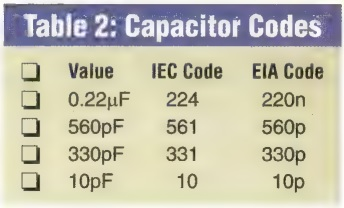 Table 2: Capacitor Codes
Value IEC Code EIA Code
0.22µF 224 220n
560pF 561 560p
330pF 331 330p
10pF 10 10p